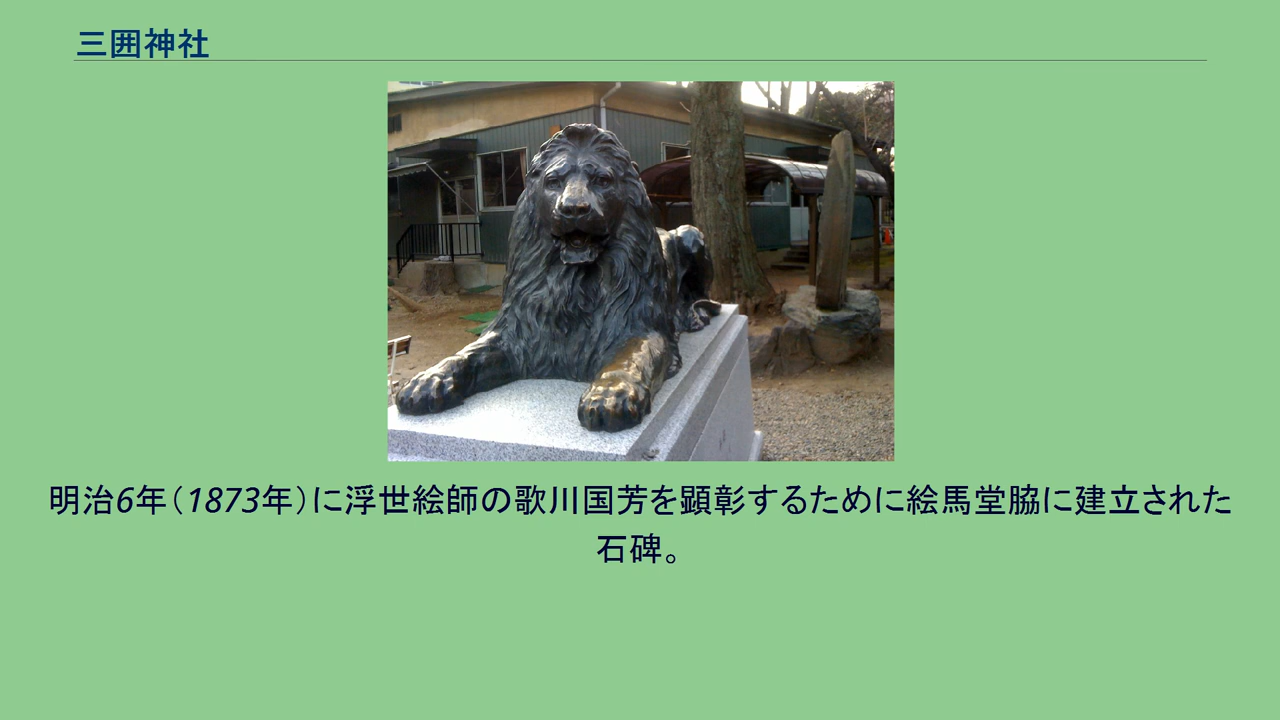 三囲神社
明治6年（1873年）に浮世絵師の歌川国芳を顕彰するために絵馬堂脇に建立された
石碑。